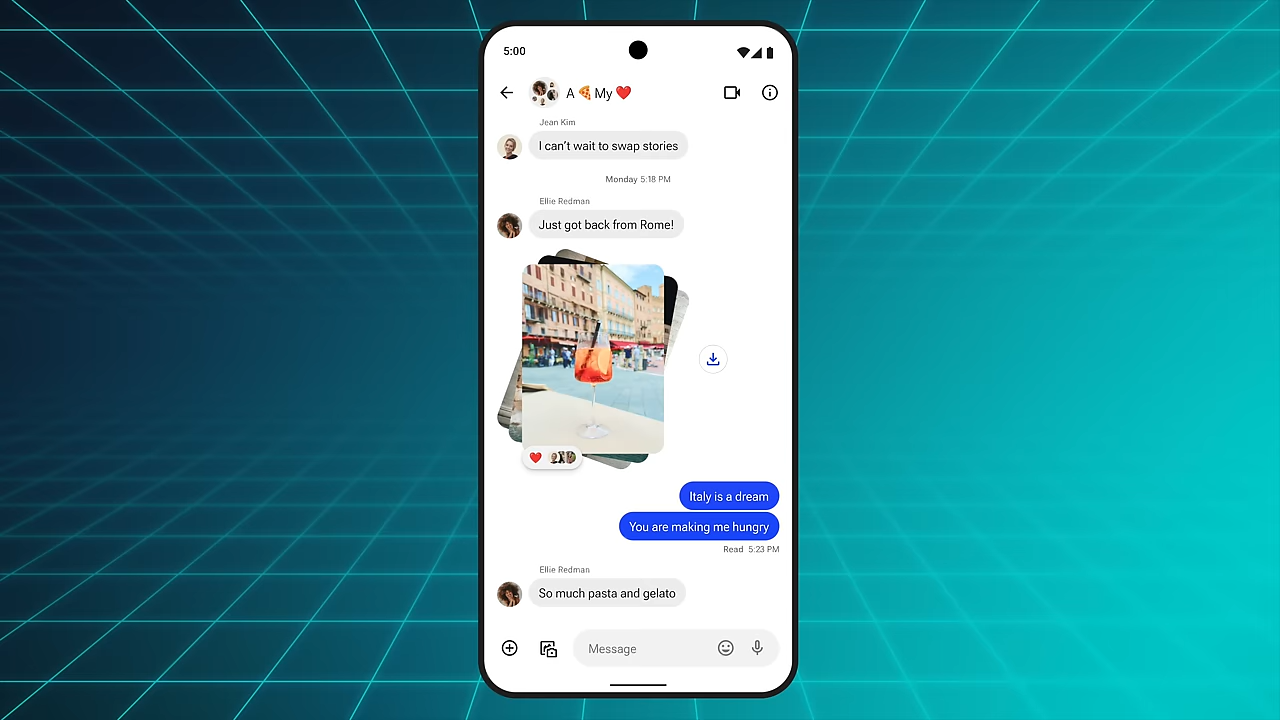 5:00
A 🍕 My ❤️
Jean Kim
I can't wait to swap stories
Monday 5:18 PM
Ellie Redman
Just got back from Rome!
Italy is a dream
You are making me hungry
Read 5:23 PM
Ellie Redman
So much pasta and gelato
Message